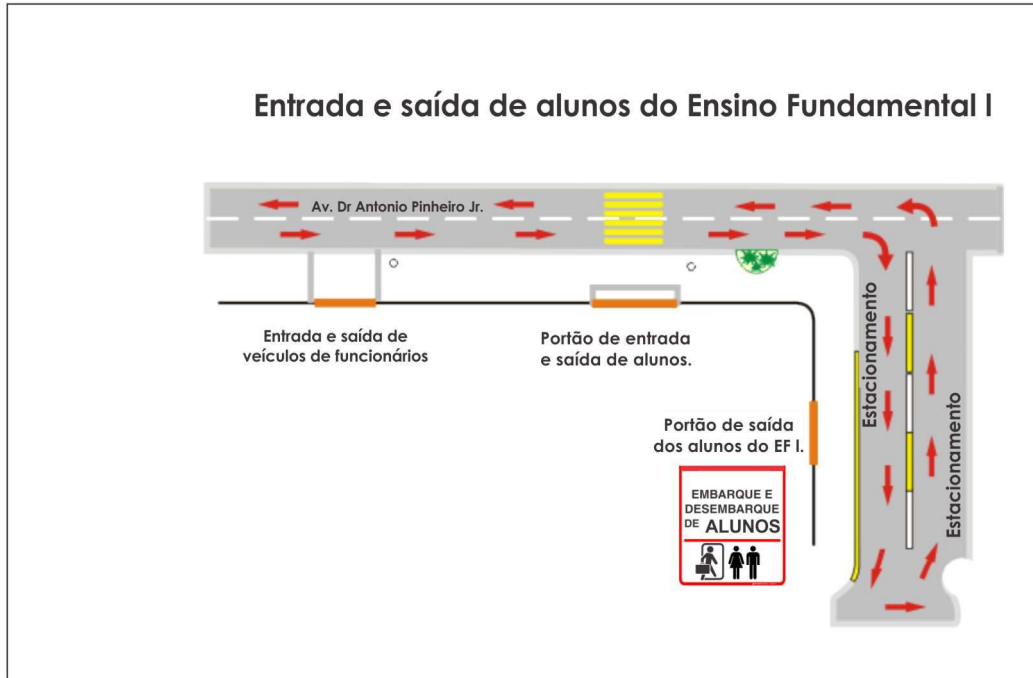 Entrada e saída de alunos do Ensino Fundamental I
Av. Dr Antonio Pinheiro Jr.
Entrada e saída de
veículos de funcionários
Portão de entrada
e saída de alunos.
Estacionamento
Estacionamento
Portão de saída
dos alunos do EF I.
EMBARQUE E
DESEMBARQUE
DE ALUNOS